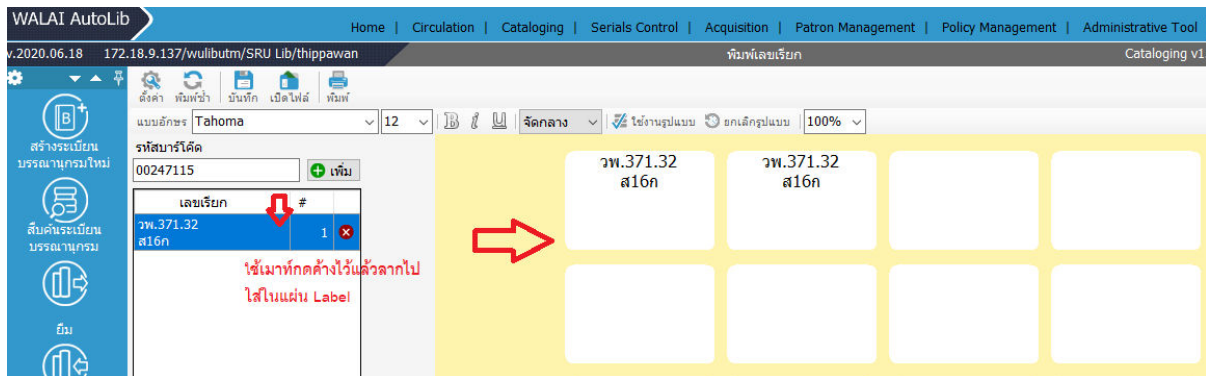 WALAI AutoLib
Home | Circulation | Cataloging | Serials Control | Acquisition | Patron Management | Policy Management | Administrative Tool
v.2020.06.18 172.18.9.137/wulibutm/SRU Lib/thippawan พิมพ์เลขเรียก Cataloging v1
ตั้งค่า พิมพ์ซ้ำ บันทึก เปิดไฟล์ พิมพ์
แบบอักษร Tahoma 12 B I U จัดกลาง ใช้งานรูปแบบ ยกเลิกรูปแบบ 100%
สร้างระเบียน
บรรณานุกรมใหม่
สืบค้นระเบียน
บรรณานุกรม
ยืม
รหัสบาร์โค้ด
00247115 เพิ่ม
เลขเรียก #
วพ.371.32
ส16ก 1
ใช้เมาท์กดค้างไว้แล้วลากไป
ใส่ในแผ่น Label
วพ.371.32
ส16ก
วพ.371.32
ส16ก